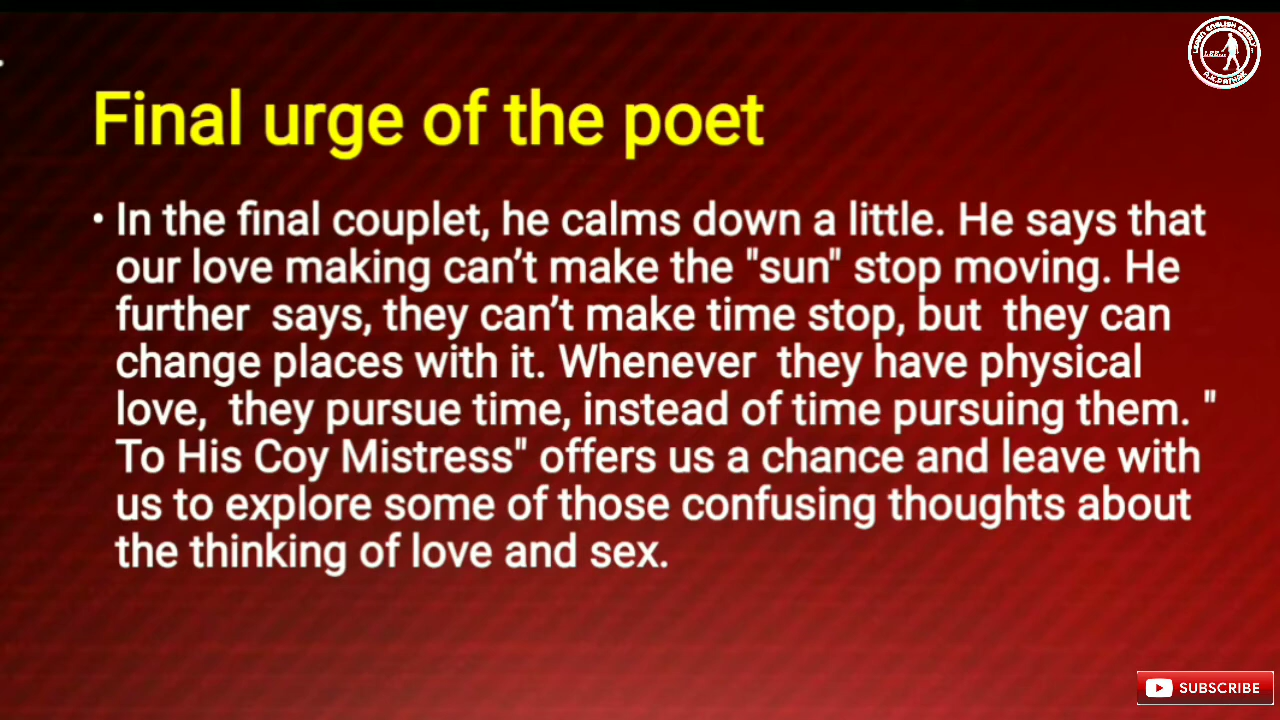 Final urge of the poet
• In the final couplet, he calms down a little. He says that
our love making can’t make the "sun" stop moving. He
further  says, they can’t make time stop, but  they can
change places with it. Whenever  they have physical
love,  they pursue time, instead of time pursuing them. "
To His Coy Mistress" offers us a chance and leave with
us to explore some of those confusing thoughts about
the thinking of love and sex.
LEARN ENGLISH EASILY
SUBSCRIBE